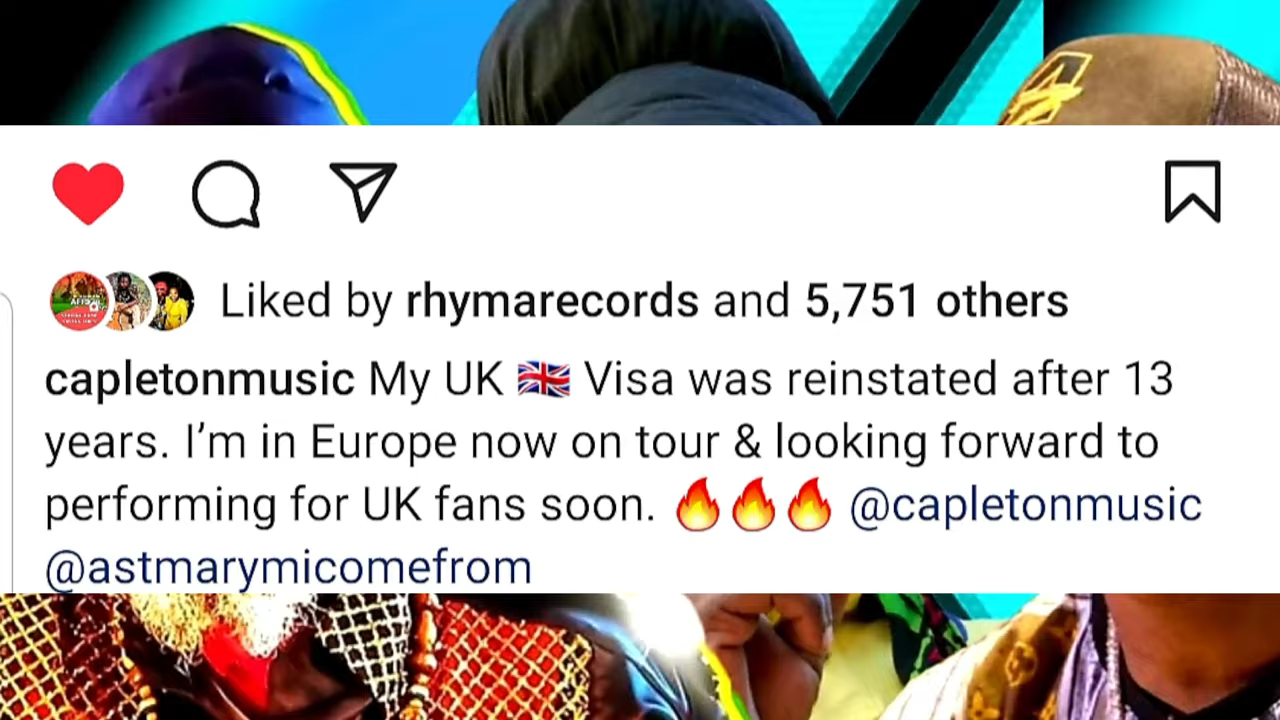 Liked by rhymarecords and 5,751 others
capletonmusic My UK 🇬🇧 Visa was reinstated after 13
years. I’m in Europe now on tour & looking forward to
performing for UK fans soon. 🔥🔥🔥 @capletonmusic
@astmarymicomefrom